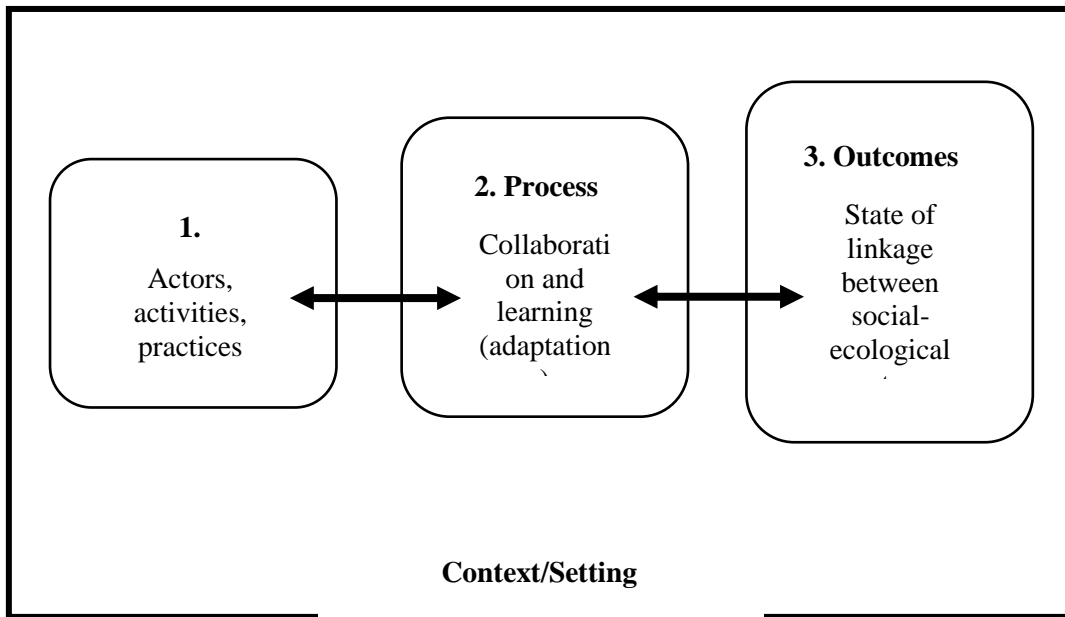 1.
Actors,
activities,
practices
2. Process
Collaborati
on and
learning
(adaptation
3. Outcomes
State of
linkage
between
social-
ecological
Context/Setting